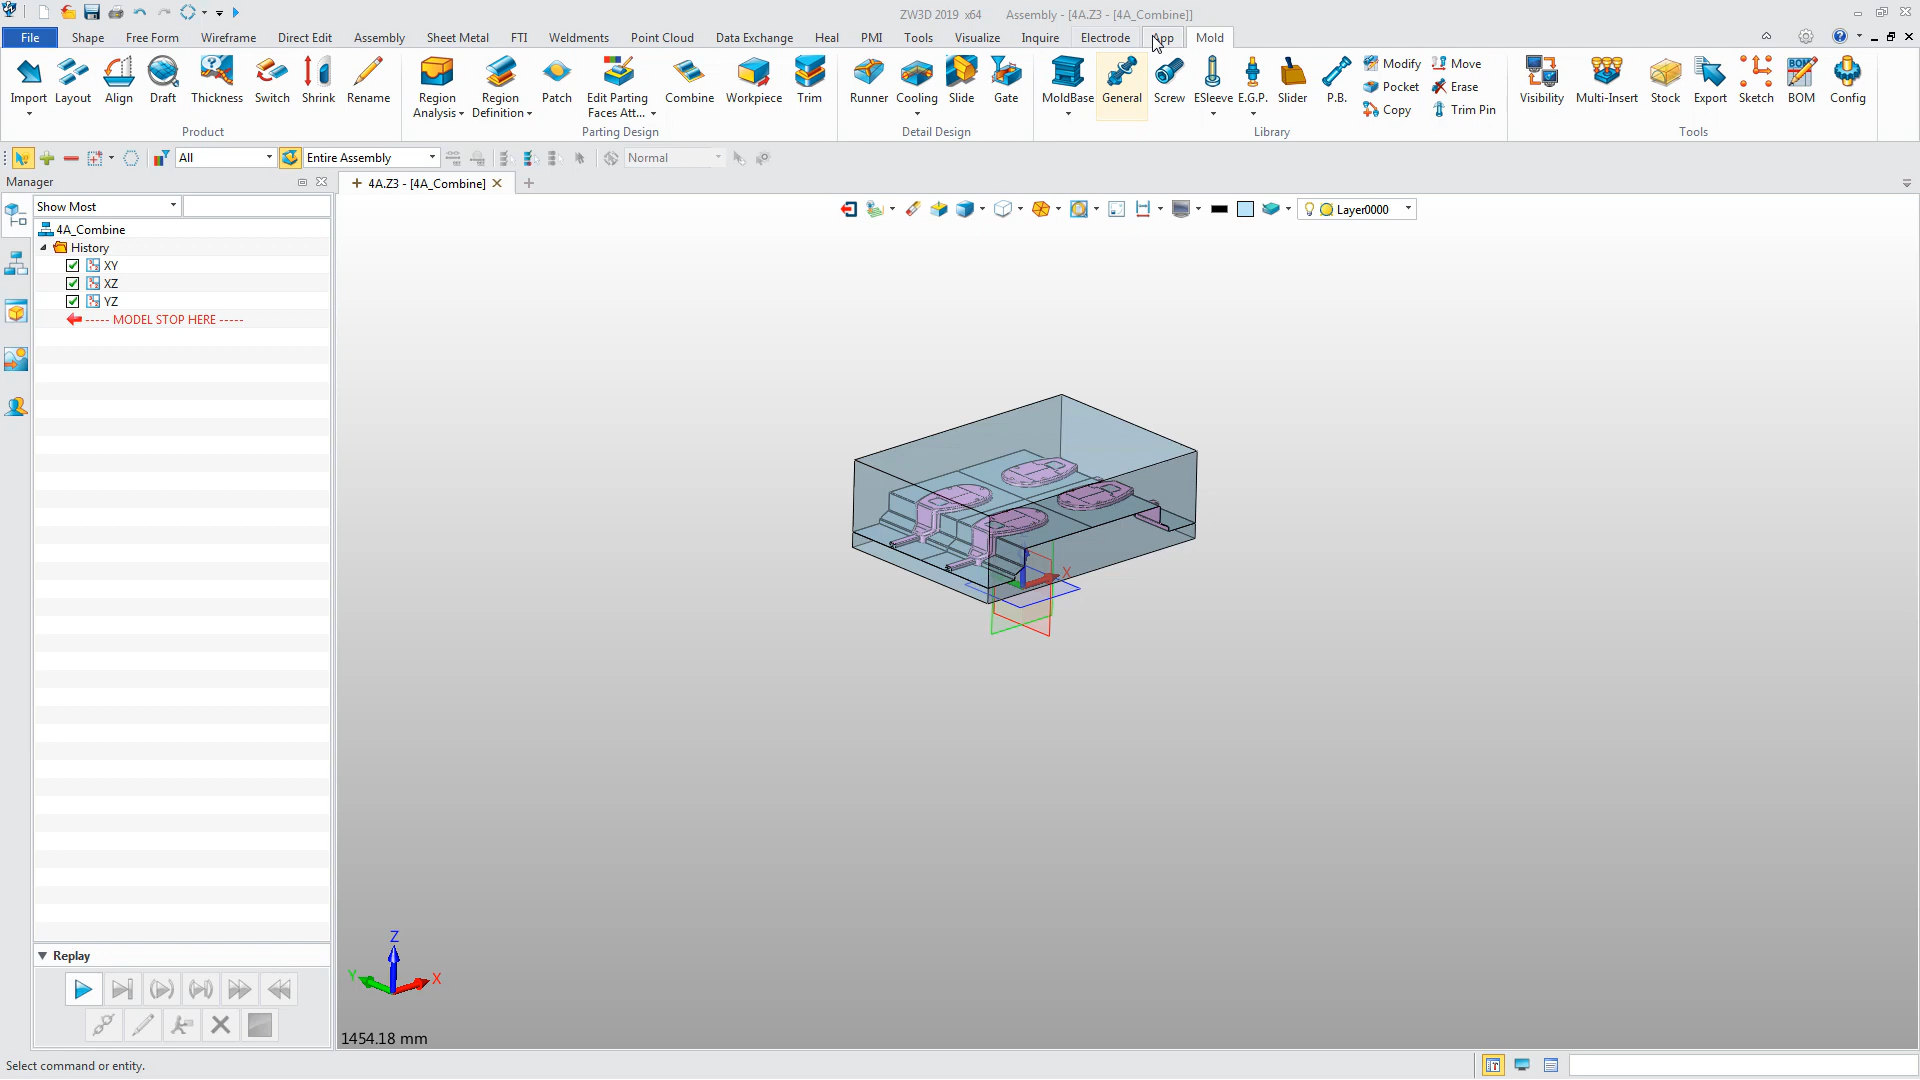 ZW3D 2019 x64 Assembly - [4A.Z3 - [4A_Combine]]
File Shape Free Form Wireframe Direct Edit Assembly Sheet Metal FTI Weldments Point Cloud Data Exchange Heal PMI Tools Visualize Inquire Electrode App Mold
Import Layout Align Draft Thickness Switch Shrink Rename
Product
Region Analysis Region Definition Patch Edit Parting Faces Att... Combine Workpiece Trim
Parting Design
Runner Cooling Slide Gate
Detail Design
MoldBase General Screw ESleeve E.G.P. Slider P.B. Modify Move
Pocket Erase
Copy Trim Pin
Library
Visibility Multi-Insert Stock Export Sketch BOM Config
Tools
All Entire Assembly Normal
Manager
4A.Z3 - [4A_Combine]
Show Most
Layer0000
4A_Combine
History
XY
XZ
YZ
----- MODEL STOP HERE -----
X
Z
Y
X
Replay
1454.18 mm
Select command or entity.